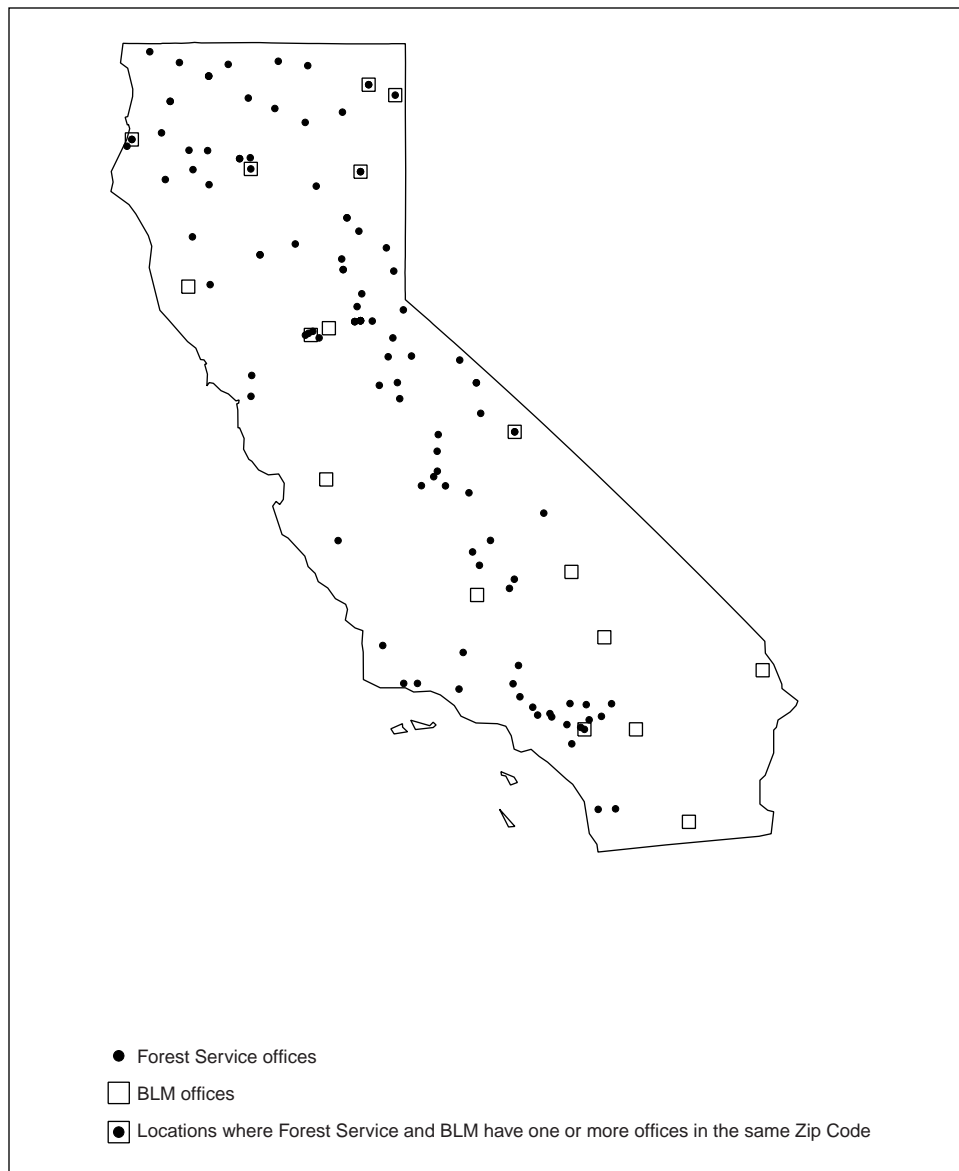 Forest Service offices
BLM offices
Locations where Forest Service and BLM have one or more offices in the same Zip Code